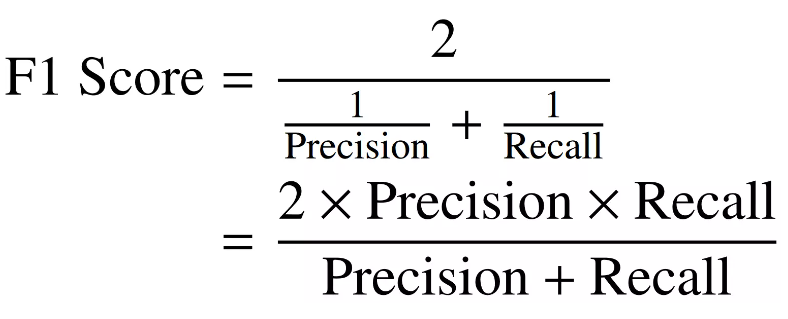 F1 Score = 2 / (1/Precision + 1/Recall)
= (2 × Precision × Recall) / (Precision + Recall)